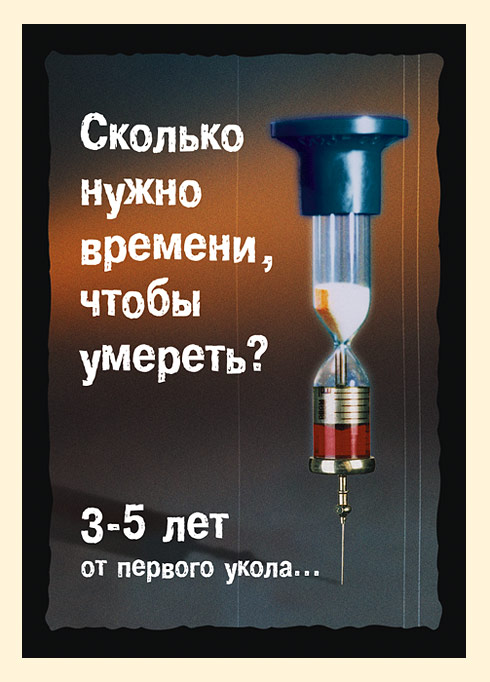 Сколько
нужно
времени,
чтобы
умереть?
3-5 лет
от первого укола...